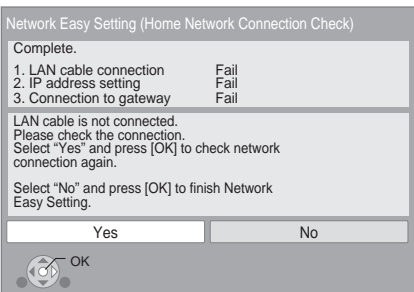 Network Easy Setting (Home Network Connection Check)
Complete.
1. LAN cable connection Fail
2. IP address setting Fail
3. Connection to gateway Fail
LAN cable is not connected.
Please check the connection.
Select “Yes” and press [OK] to check network
connection again.
Select “No” and press [OK] to finish Network
Easy Setting.
Yes No
OK